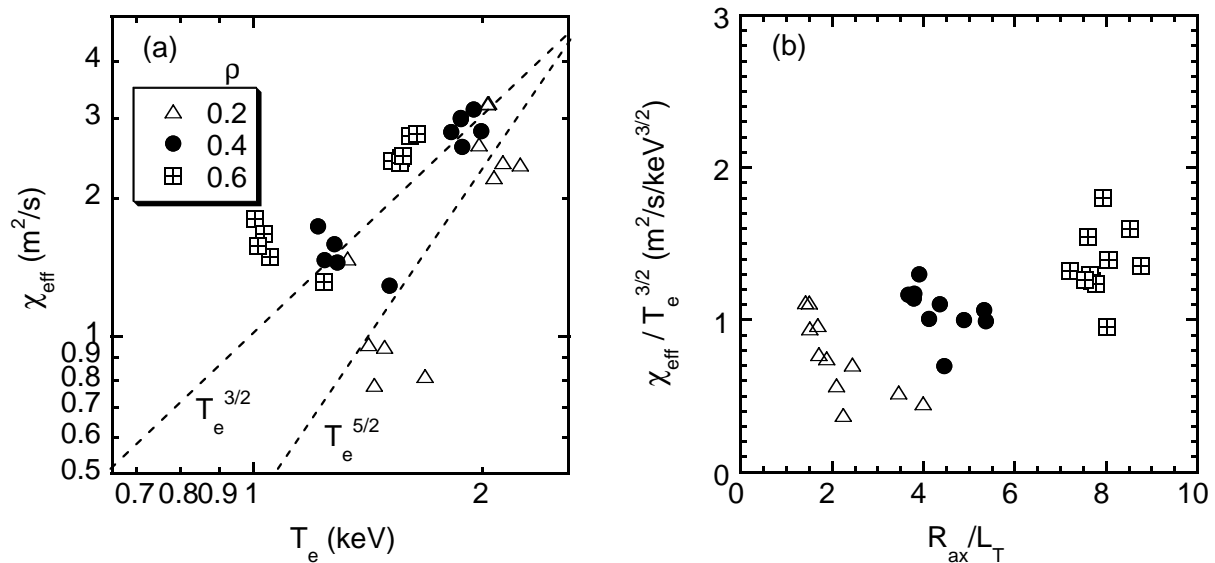 (a)
ρ
0.2
0.4
0.6
4
3
2
1
0.9
0.8
0.7
0.6
0.5
χeff (m²/s)
Te^3/2
Te^5/2
0.7 0.8 0.9 1 2
Te (keV)
(b)
3
2
1
0
χeff / Te^3/2 (m²/s/keV^3/2)
0 2 4 6 8 10
Rax/LT